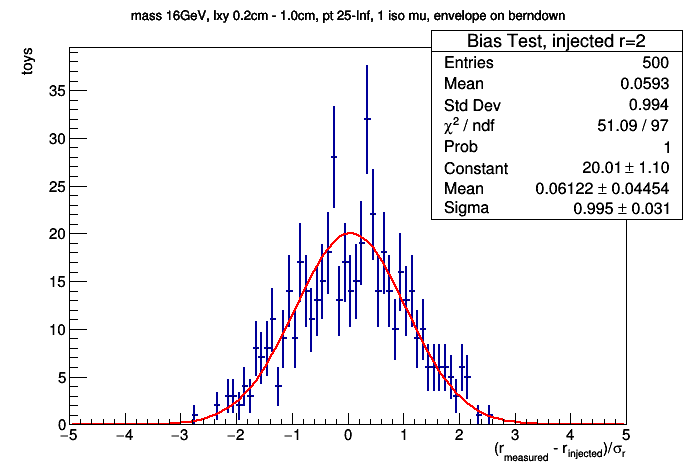 mass 16GeV, lxy 0.2cm - 1.0cm, pt 25-Inf, 1 iso mu, envelope on berndown
Bias Test, injected r=2
Entries 500
Mean 0.0593
Std Dev 0.994
χ² / ndf 51.09 / 97
Prob 1
Constant 20.01 ± 1.10
Mean 0.06122 ± 0.04454
Sigma 0.995 ± 0.031
toys
35
30
25
20
15
10
5
0
−5 −4 −3 −2 −1 0 1 2 3 4 5
(r_measured - r_injected)/σ_r